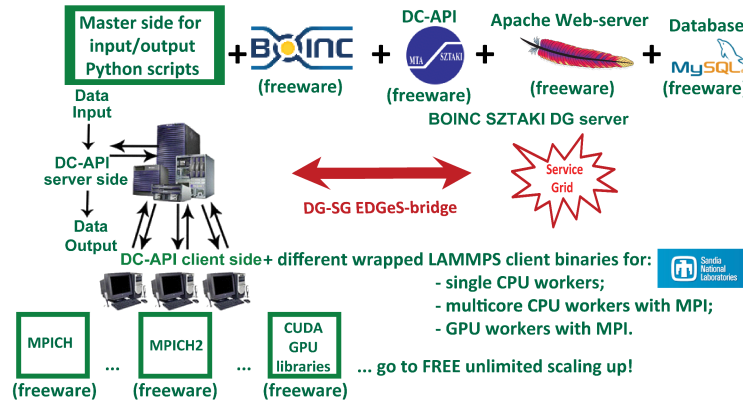 Master side for
input/output
Python scripts
+
BOINC
(freeware)
+
DC-API
MTA
SZTAKI
(freeware)
+
Apache Web-server
(freeware)
+
Database
MySQL
(freeware)
BOINC SZTAKI DG server
Data
Input
DC-API
server side
Data
Output
DG-SG EDGeS-bridge
Service
Grid
DC-API client side + different wrapped LAMMPS client binaries for:
- single CPU workers;
- multicore CPU workers with MPI;
- GPU workers with MPI.
Sandia
National
Laboratories
MPICH
(freeware)
...
MPICH2
(freeware)
...
CUDA
GPU
libraries
(freeware)
... go to FREE unlimited scaling up!